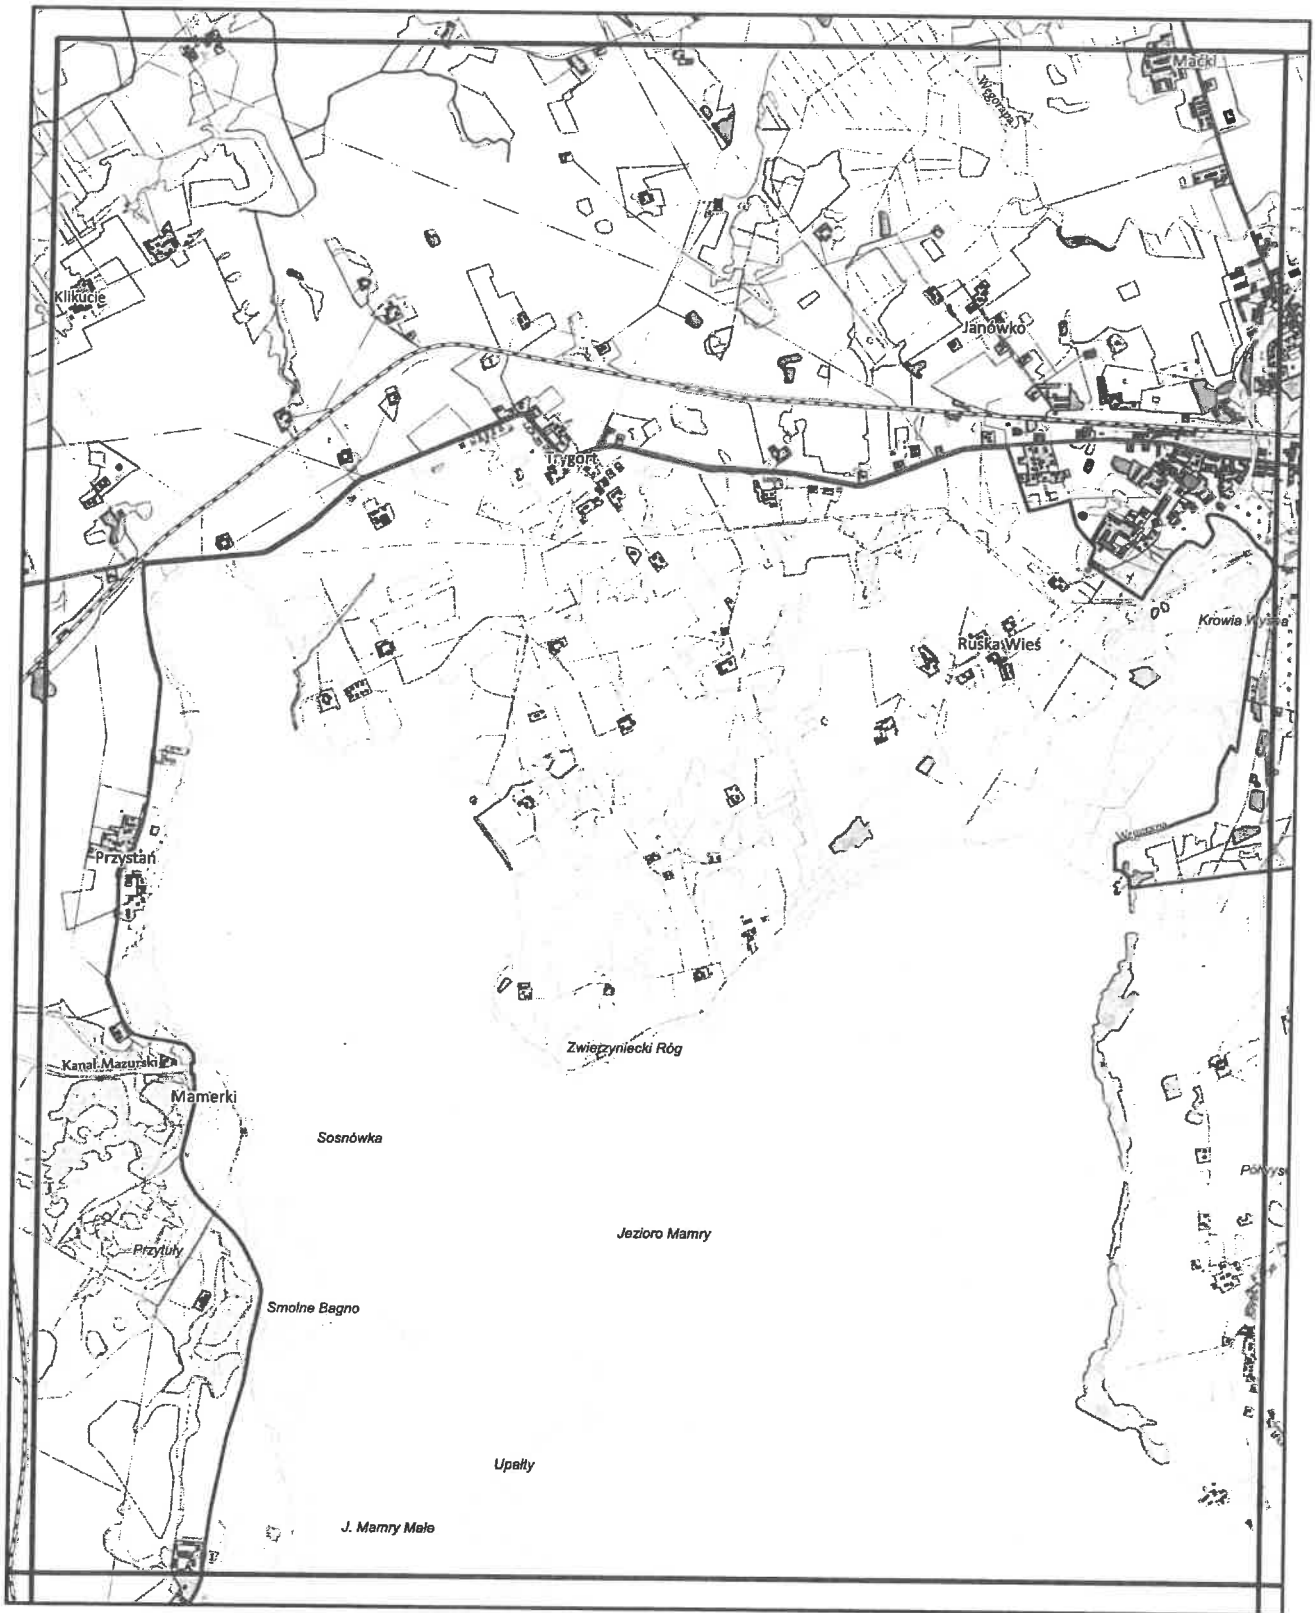 Maćki
Węgorapa
Klikucie
Janówko
Trygort
Krowia Wyspa
Ruska Wieś
Węgorapa
Przystań
Zwierzyniecki Róg
Kanał Mazurski
Mamerki
Sosnówka
Półwys
Jezioro Mamry
Przytuły
Smolne Bagno
Upałty
J. Mamry Małe